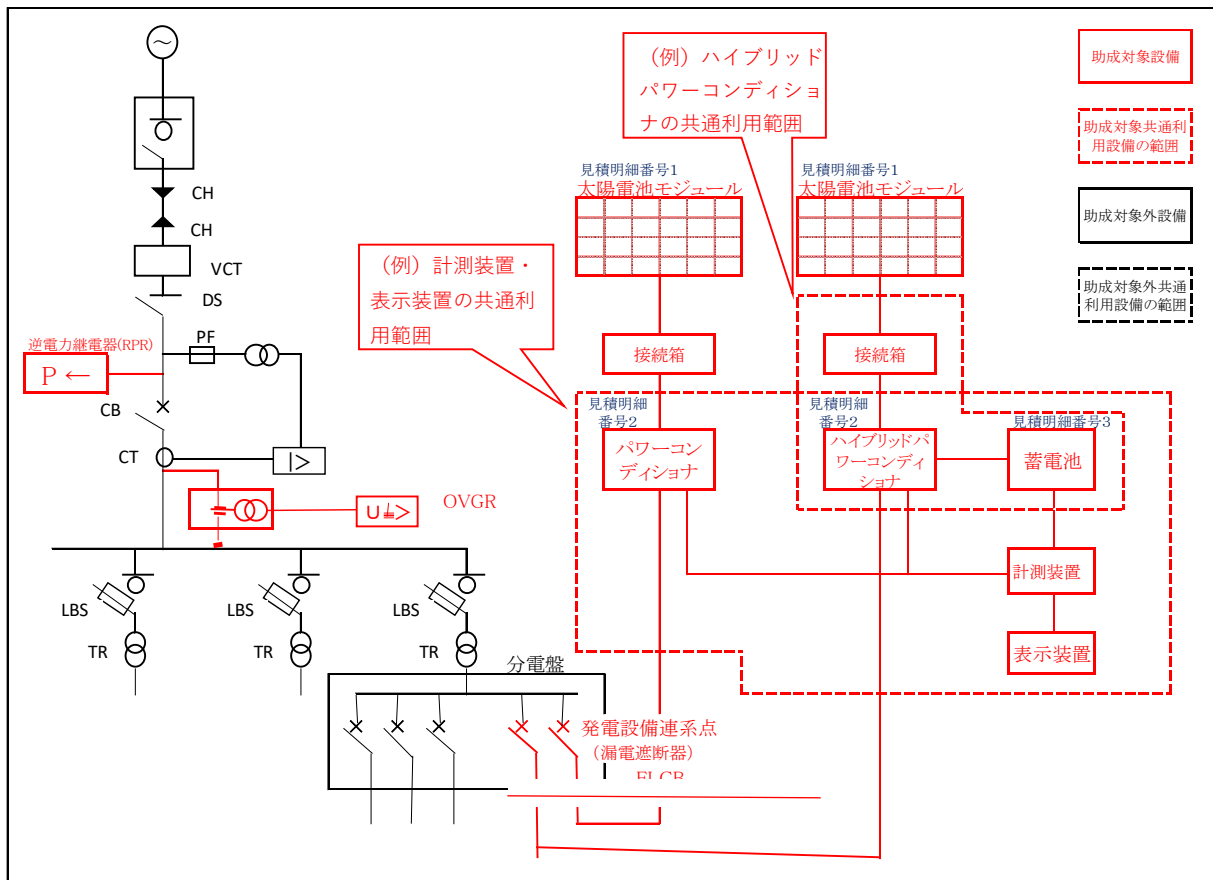 CH
CH
VCT
DS
逆電力継電器(RPR)
P ←
PF
CB
CT
|>
OVGR
U ⏚>
LBS
LBS
LBS
TR
TR
TR
分電盤
発電設備連系点
(漏電遮断器)
ELCB
(例)計測装置・
表示装置の共通利
用範囲
(例)ハイブリッド
パワーコンディショ
ナの共通利用範囲
見積明細番号1
太陽電池モジュール
見積明細番号1
太陽電池モジュール
接続箱
接続箱
見積明細
番号2
パワーコン
ディショナ
見積明細
番号2
ハイブリッドパ
ワーコンディ
ショナ
見積明細番号3
蓄電池
計測装置
表示装置
助成対象設備
助成対象共通利
用設備の範囲
助成対象外設備
助成対象外共通
利用設備の範囲